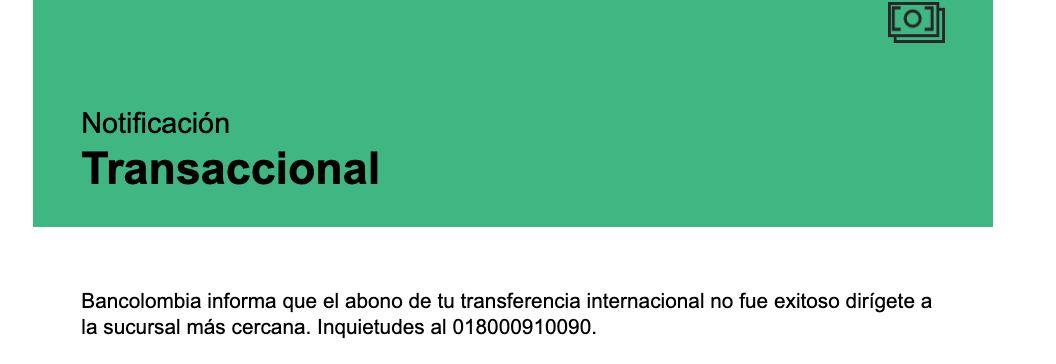 Notificación
Transaccional
Bancolombia informa que el abono de tu transferencia internacional no fue exitoso dirígete a
la sucursal más cercana. Inquietudes al 018000910090.